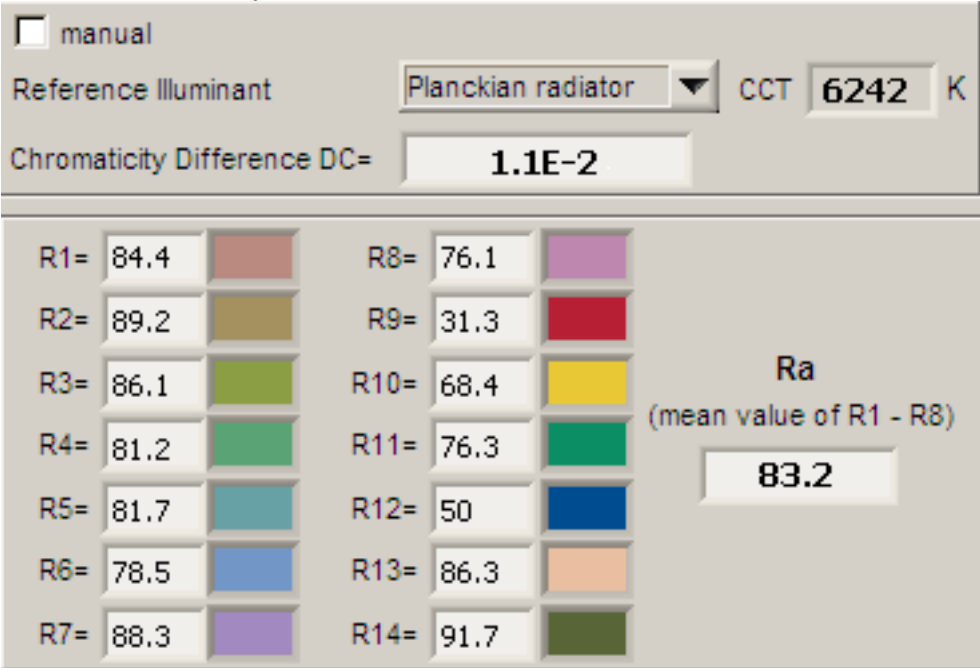 manual
Reference Illuminant Planckian radiator CCT 6242 K
Chromaticity Difference DC= 1.1E-2
R1= 84.4 R8= 76.1
R2= 89.2 R9= 31.3
R3= 86.1 R10= 68.4
R4= 81.2 R11= 76.3
R5= 81.7 R12= 50
R6= 78.5 R13= 86.3
R7= 88.3 R14= 91.7
Ra
(mean value of R1 - R8)
83.2